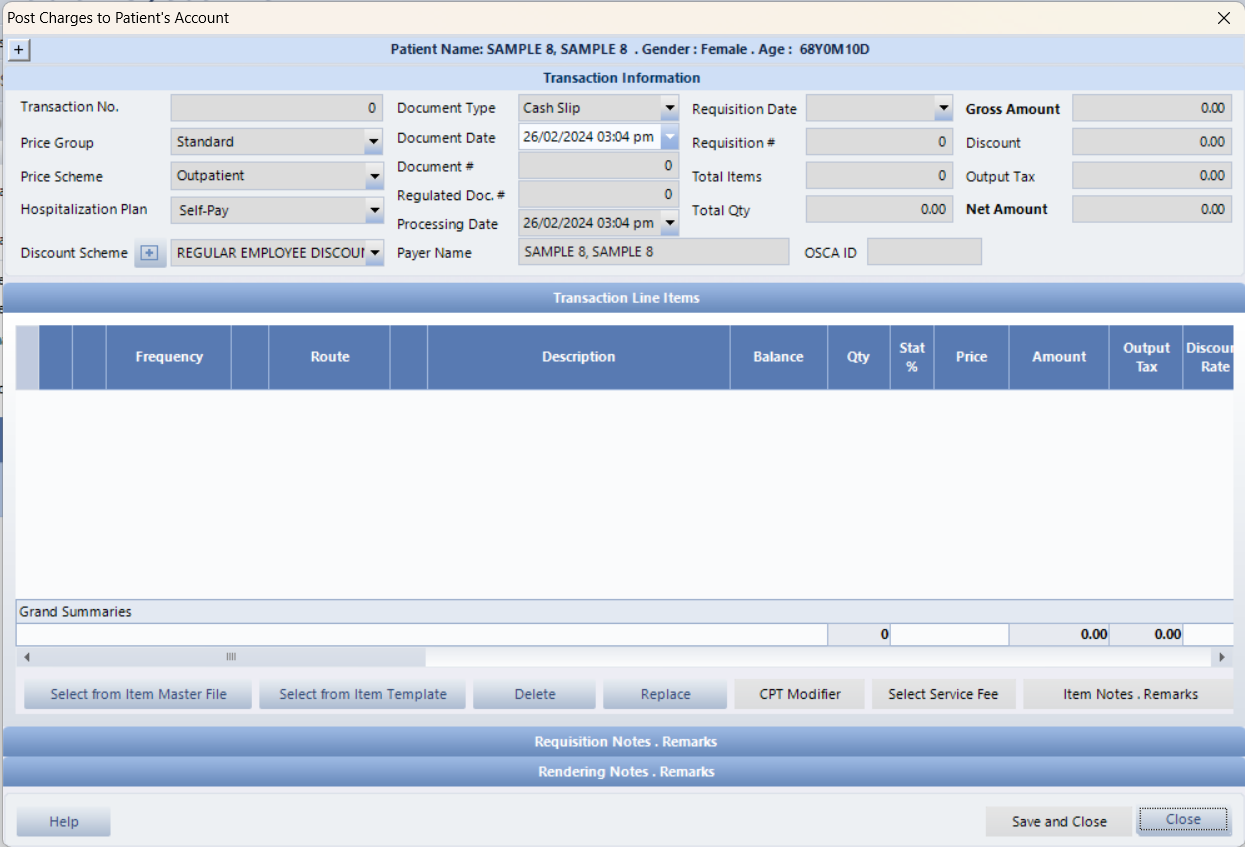 Post Charges to Patient's Account
+
Patient Name: SAMPLE 8, SAMPLE 8 . Gender : Female . Age : 68Y0M10D
Transaction Information
Transaction No. 0 Document Type Cash Slip Requisition Date Gross Amount 0.00
Price Group Standard Document Date 26/02/2024 03:04 pm Requisition # 0 Discount 0.00
Price Scheme Outpatient Document # 0 Total Items 0 Output Tax 0.00
Hospitalization Plan Self-Pay Regulated Doc. # 0 Total Qty 0.00 Net Amount 0.00
Processing Date 26/02/2024 03:04 pm
Discount Scheme + REGULAR EMPLOYEE DISCOU Payer Name SAMPLE 8, SAMPLE 8 OSCA ID
Transaction Line Items
Frequency Route Description Balance Qty Stat % Price Amount Output Tax Discoun Rate
Grand Summaries
0 0.00 0.00
Select from Item Master File Select from Item Template Delete Replace CPT Modifier Select Service Fee Item Notes . Remarks
Requisition Notes . Remarks
Rendering Notes . Remarks
Help Save and Close Close